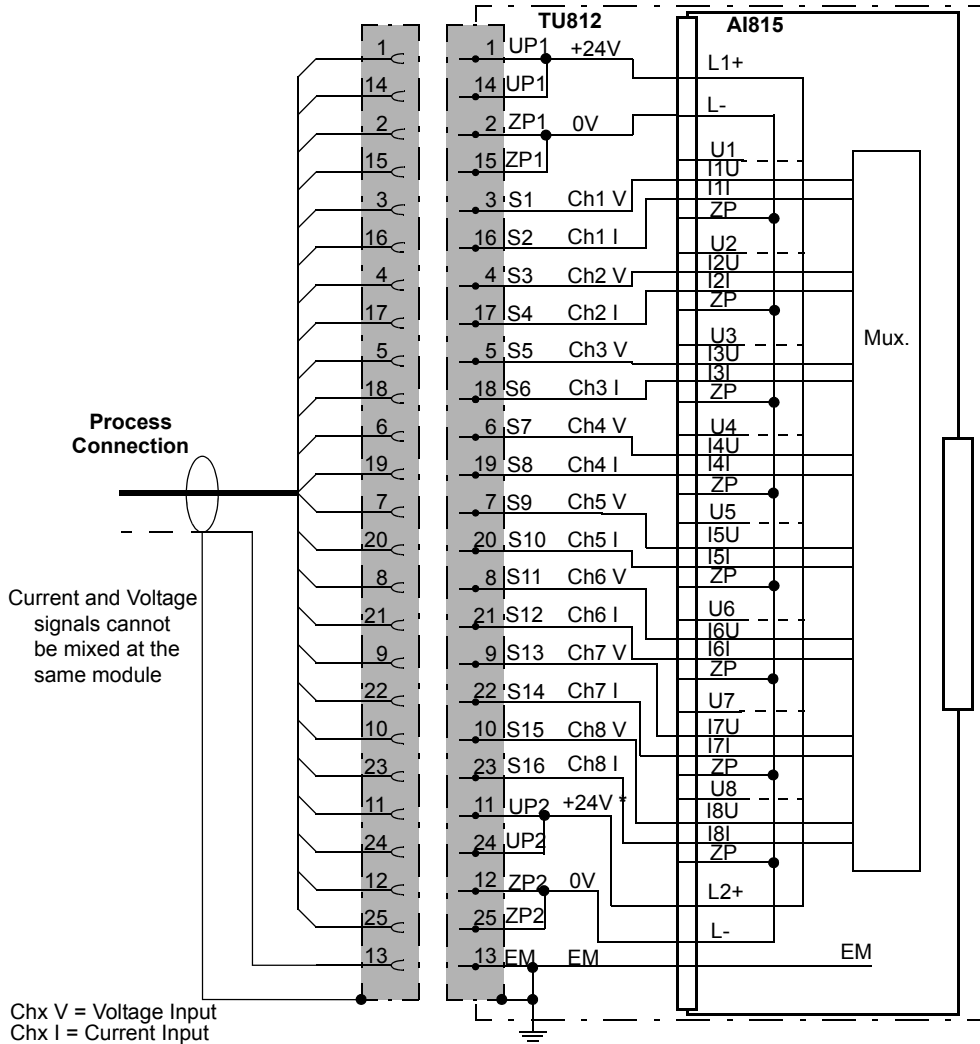 TU812
AI815
1 1 UP1 +24V
L1+
14 14 UP1
L-
2 2 ZP1 0V
15 15 ZP1
U1
I1U
I1I
3 3 S1 Ch1 V
ZP
16 16 S2 Ch1 I
U2
I2U
4 4 S3 Ch2 V
I2I
ZP
17 17 S4 Ch2 I
Mux.
U3
5 5 S5 Ch3 V
I3U
I3I
18 18 S6 Ch3 I
ZP
Process
Connection
6 6 S7 Ch4 V
U4
I4U
19 19 S8 Ch4 I
I4I
ZP
7 7 S9 Ch5 V
U5
I5U
20 20 S10 Ch5 I
I5I
8 8 S11 Ch6 V
ZP
Current and Voltage
signals cannot
be mixed at the
same module
21 21 S12 Ch6 I
U6
I6U
I6I
9 9 S13 Ch7 V
ZP
22 22 S14 Ch7 I
U7
10 10 S15 Ch8 V
I7U
I7I
23 23 S16 Ch8 I
ZP
U8
11 11 UP2 +24V *
I8U
I8I
24 24 UP2
ZP
12 12 ZP2 0V
L2+
25 25 ZP2
L-
13 13 EM EM
EM
Chx V = Voltage Input
Chx I = Current Input